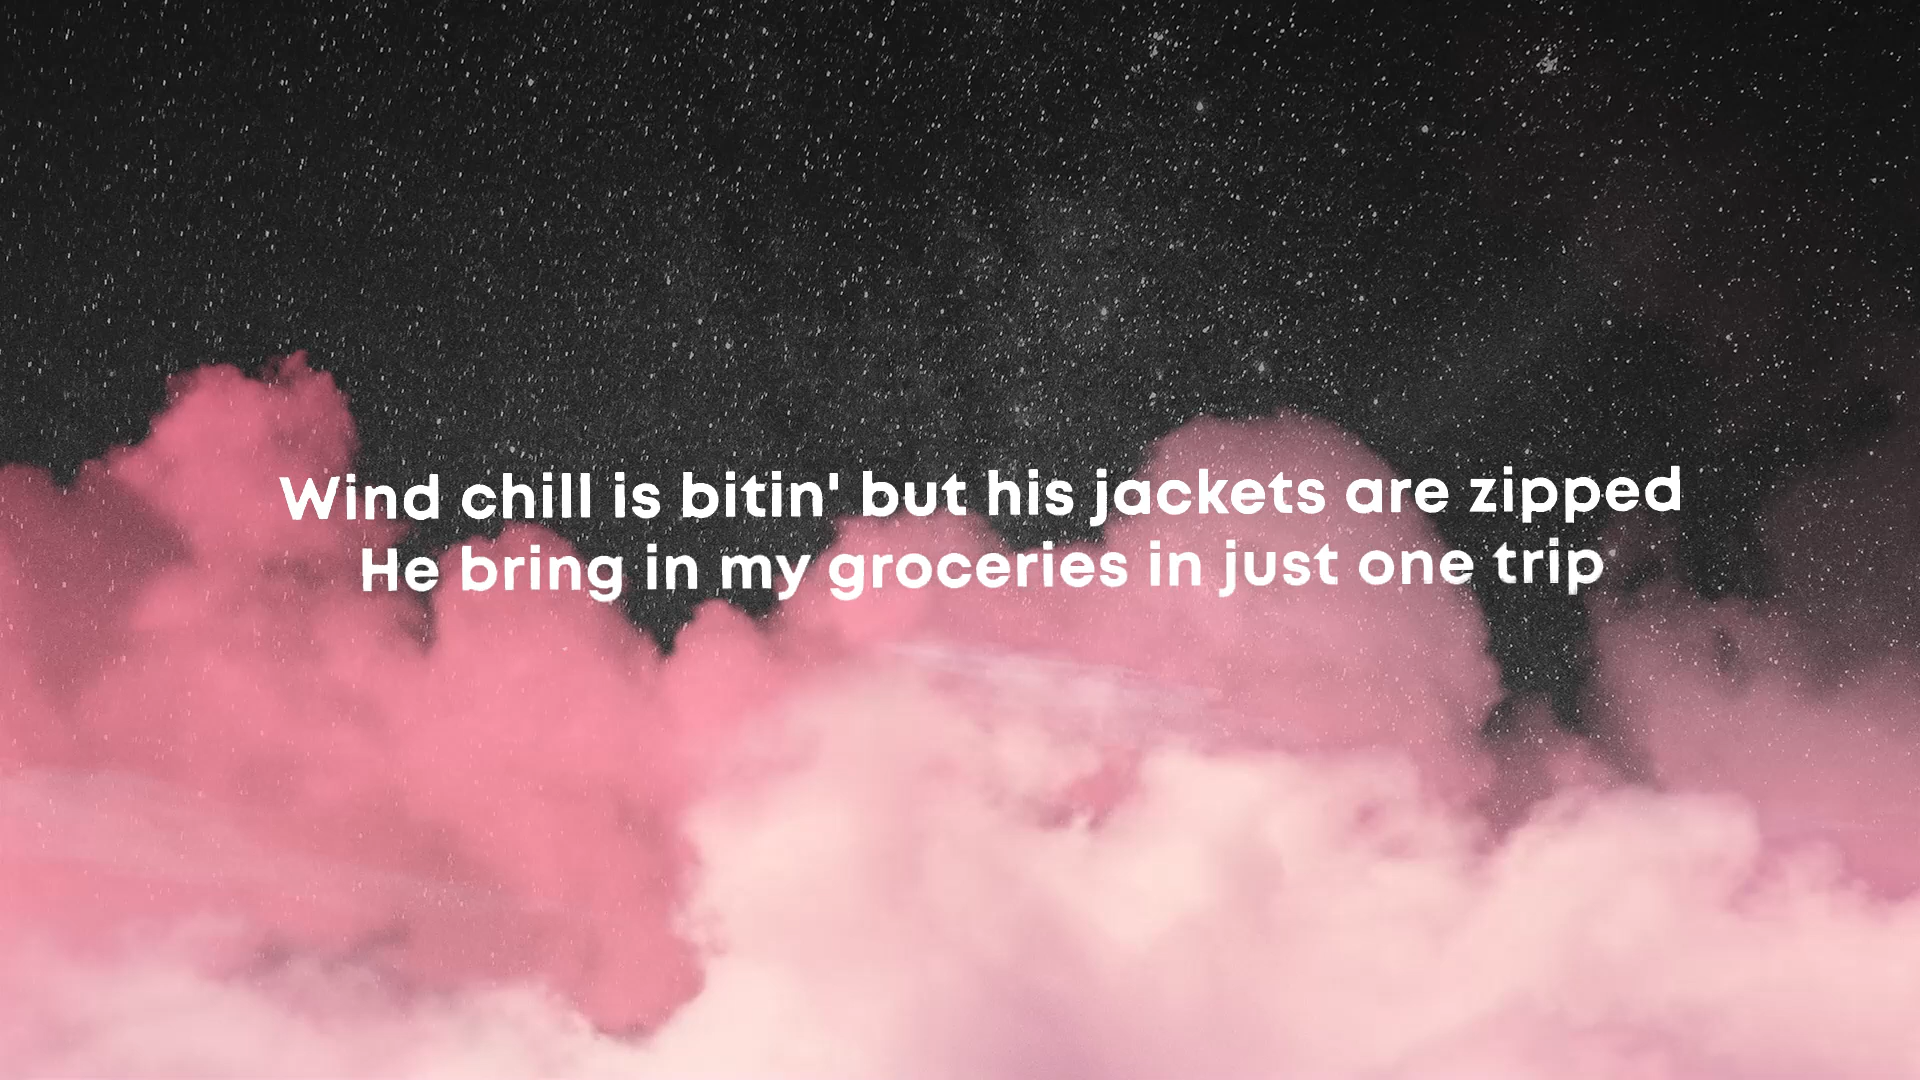 Wind chill is bitin' but his jackets are zipped
He bring in my groceries in just one trip